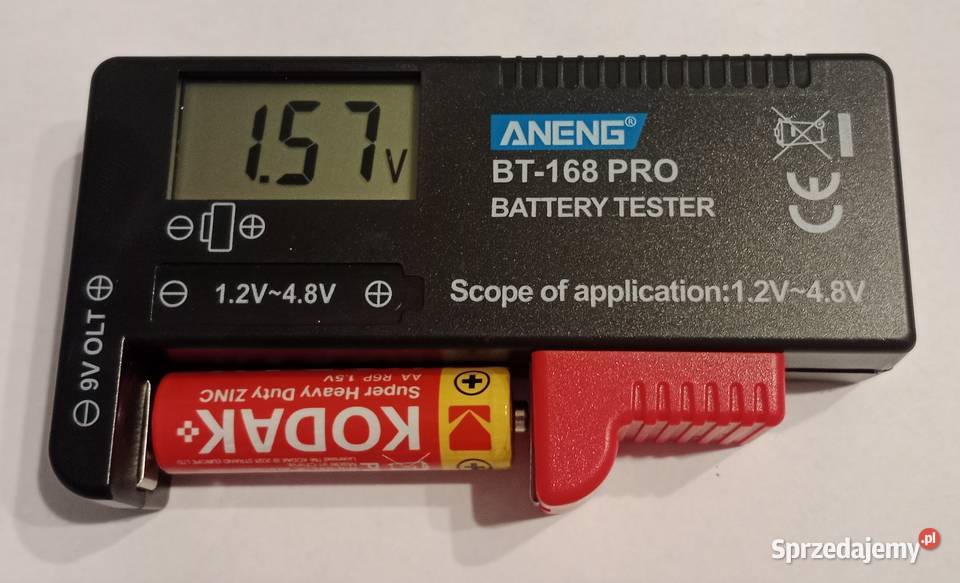 1.57V
ANENG®
BT-168 PRO
BATTERY TESTER
CE
⊖ ⊕
⊖ 1.2V~4.8V ⊕
Scope of application:1.2V~4.8V
⊖ 9V OLT ⊕
KODAK
Super Heavy Duty ZINC
AA R6P 1.5V
Sprzedajemy.pl